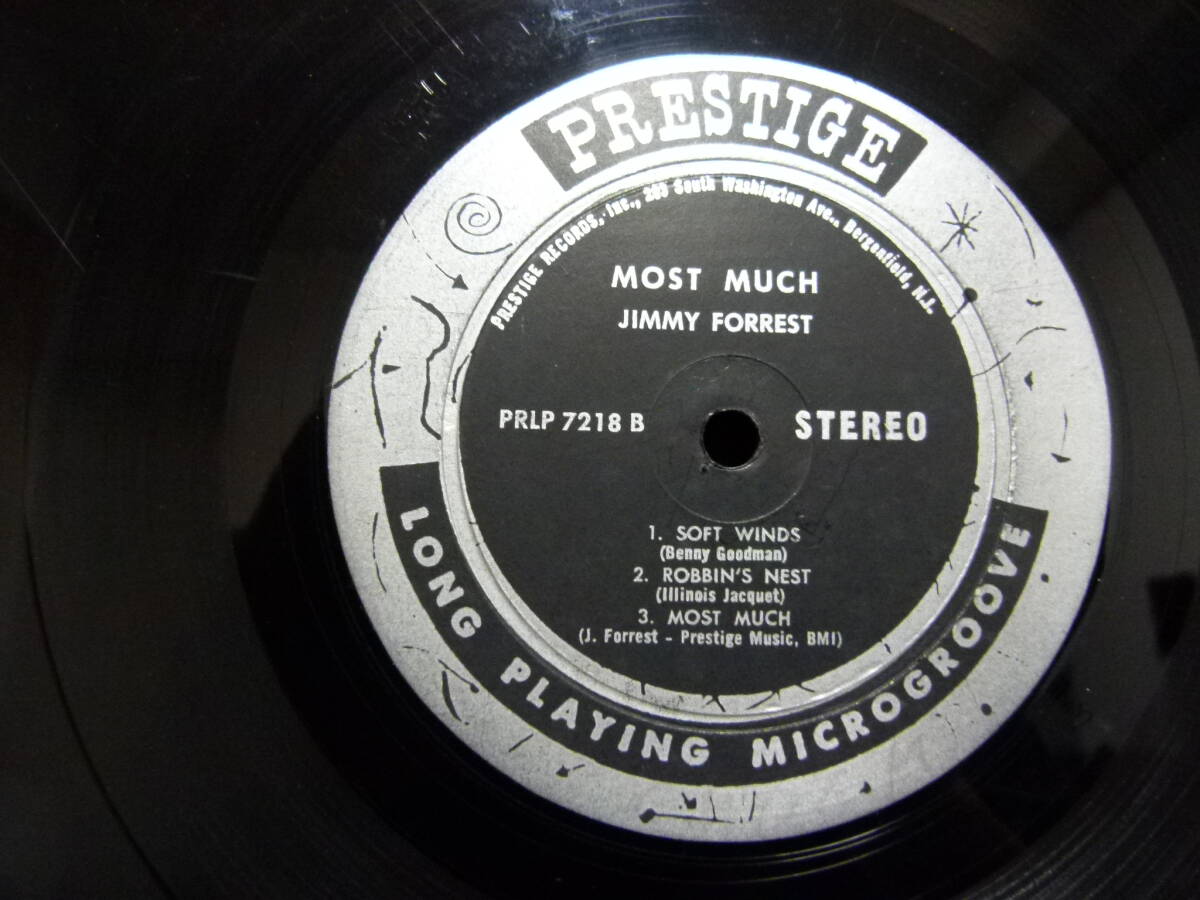 PRESTIGE
PRESTIGE RECORDS, Inc., 203 South Washington Ave., Bergenfield, N.J.
MOST MUCH
JIMMY FORREST
PRLP 7218 B
STEREO
1. SOFT WINDS
(Benny Goodman)
2. ROBBIN'S NEST
(Illinois Jacquet)
3. MOST MUCH
(J. Forrest - Prestige Music, BMI)
LONG PLAYING MICROGROOVE